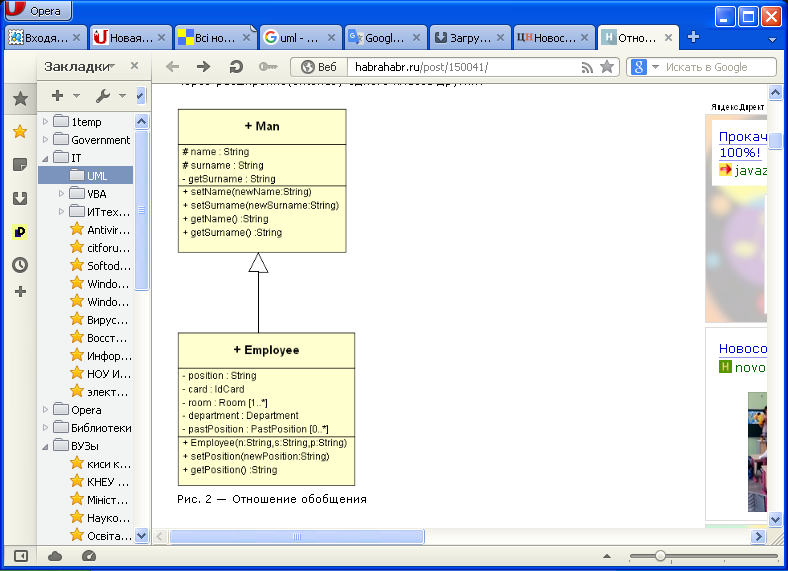 Opera
Входя...
Новая...
Всі но...
uml - ...
Googl...
Загру...
ЦН Новос...
H Отно...
Закладки
Веб
habrahabr.ru/post/150041/
8 Искать в Google
1temp
Government
IT
UML
VBA
ИТтех...
Antivir...
citforu...
Softod...
Windo...
Windo...
Вирус...
Восст...
Инфор...
НОУ И...
элект...
Opera
Библиотеки
ВУЗы
киси к...
КНЕУ ...
Мініст...
Науко...
Освіта...
+ Man
# name : String
# surname : String
- getSurname : String
+ setName(newName:String)
+ setSurname(newSurname:String)
+ getName() :String
+ getSurname() :String
+ Employee
- position : String
- card : IdCard
- room : Room [1..*]
- department : Department
- pastPosition : PastPosition [0..*]
+ Employee(n:String,s:String,p:String)
+ setPosition(newPosition:String)
+ getPosition() :String
Рис. 2 — Отношение обобщения
Яндекс.Директ
Прокач
100%!
javaz
Новосо
H novo